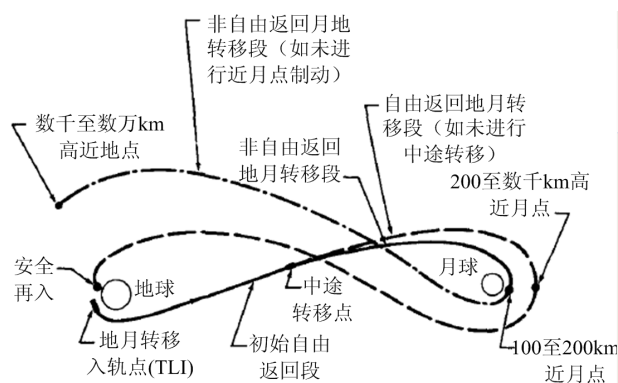 非自由返回月地
转移段（如未进
行近月点制动）
自由返回地月转
移段（如未进行
中途转移）
数千至数万km
高近地点
非自由返回
地月转移段
200至数千km高
近月点
安全
再入
地球
月球
中途
转移点
地月转移
入轨点(TLI)
初始自由
返回段
100至200km
近月点